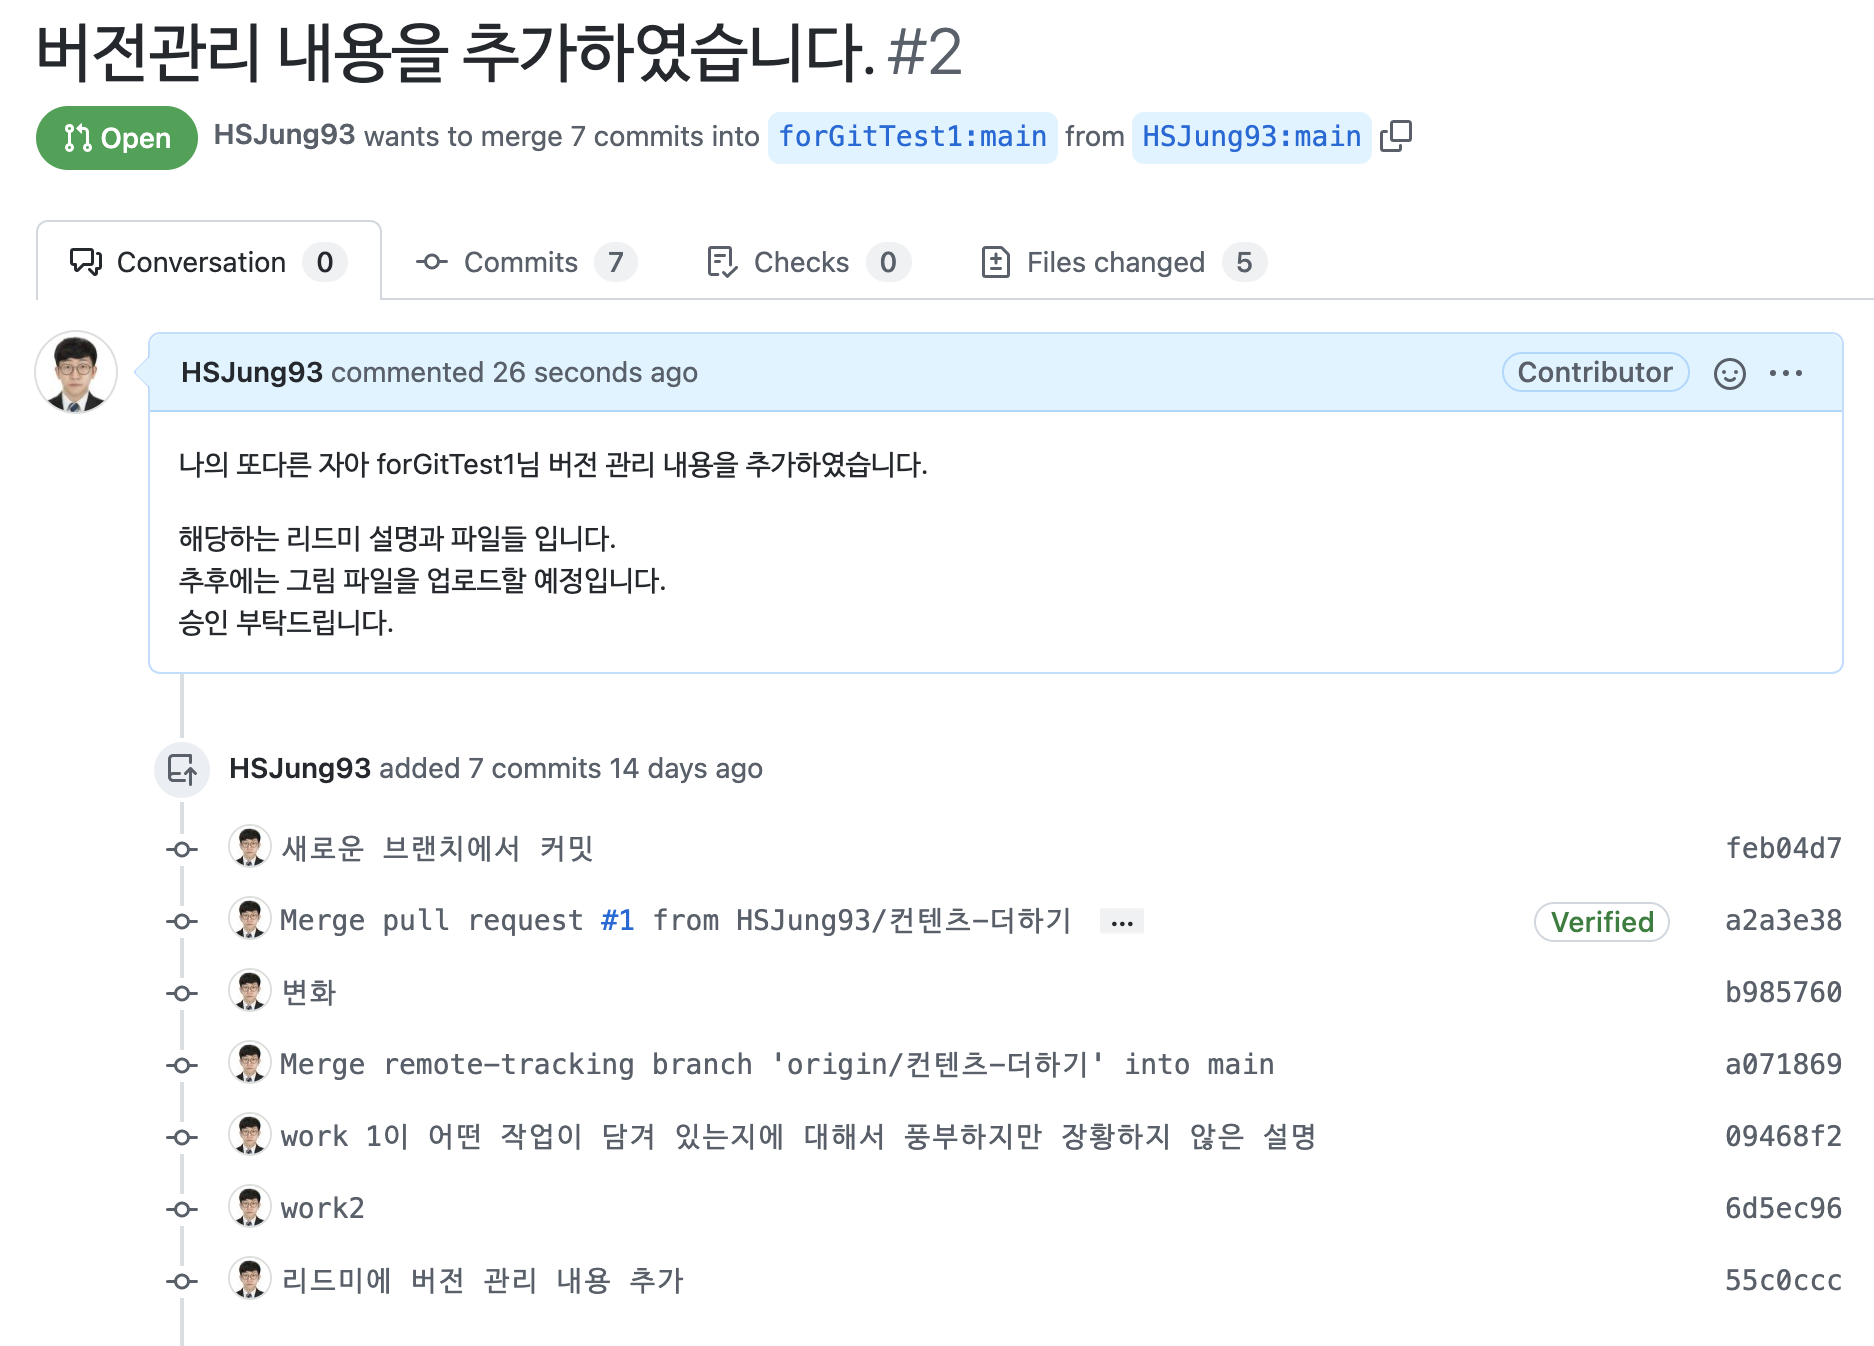 버전관리 내용을 추가하였습니다. #2
Open HSJung93 wants to merge 7 commits into forGitTest1:main from HSJung93:main
Conversation 0 Commits 7 Checks 0 Files changed 5
HSJung93 commented 26 seconds ago Contributor
나의 또다른 자아 forGitTest1님 버전 관리 내용을 추가하였습니다.
해당하는 리드미 설명과 파일들 입니다.
추후에는 그림 파일을 업로드할 예정입니다.
승인 부탁드립니다.
HSJung93 added 7 commits 14 days ago
새로운 브랜치에서 커밋 feb04d7
Merge pull request #1 from HSJung93/컨텐츠-더하기 … Verified a2a3e38
변화 b985760
Merge remote-tracking branch 'origin/컨텐츠-더하기' into main a071869
work 1이 어떤 작업이 담겨 있는지에 대해서 풍부하지만 장황하지 않은 설명 09468f2
work2 6d5ec96
리드미에 버전 관리 내용 추가 55c0ccc